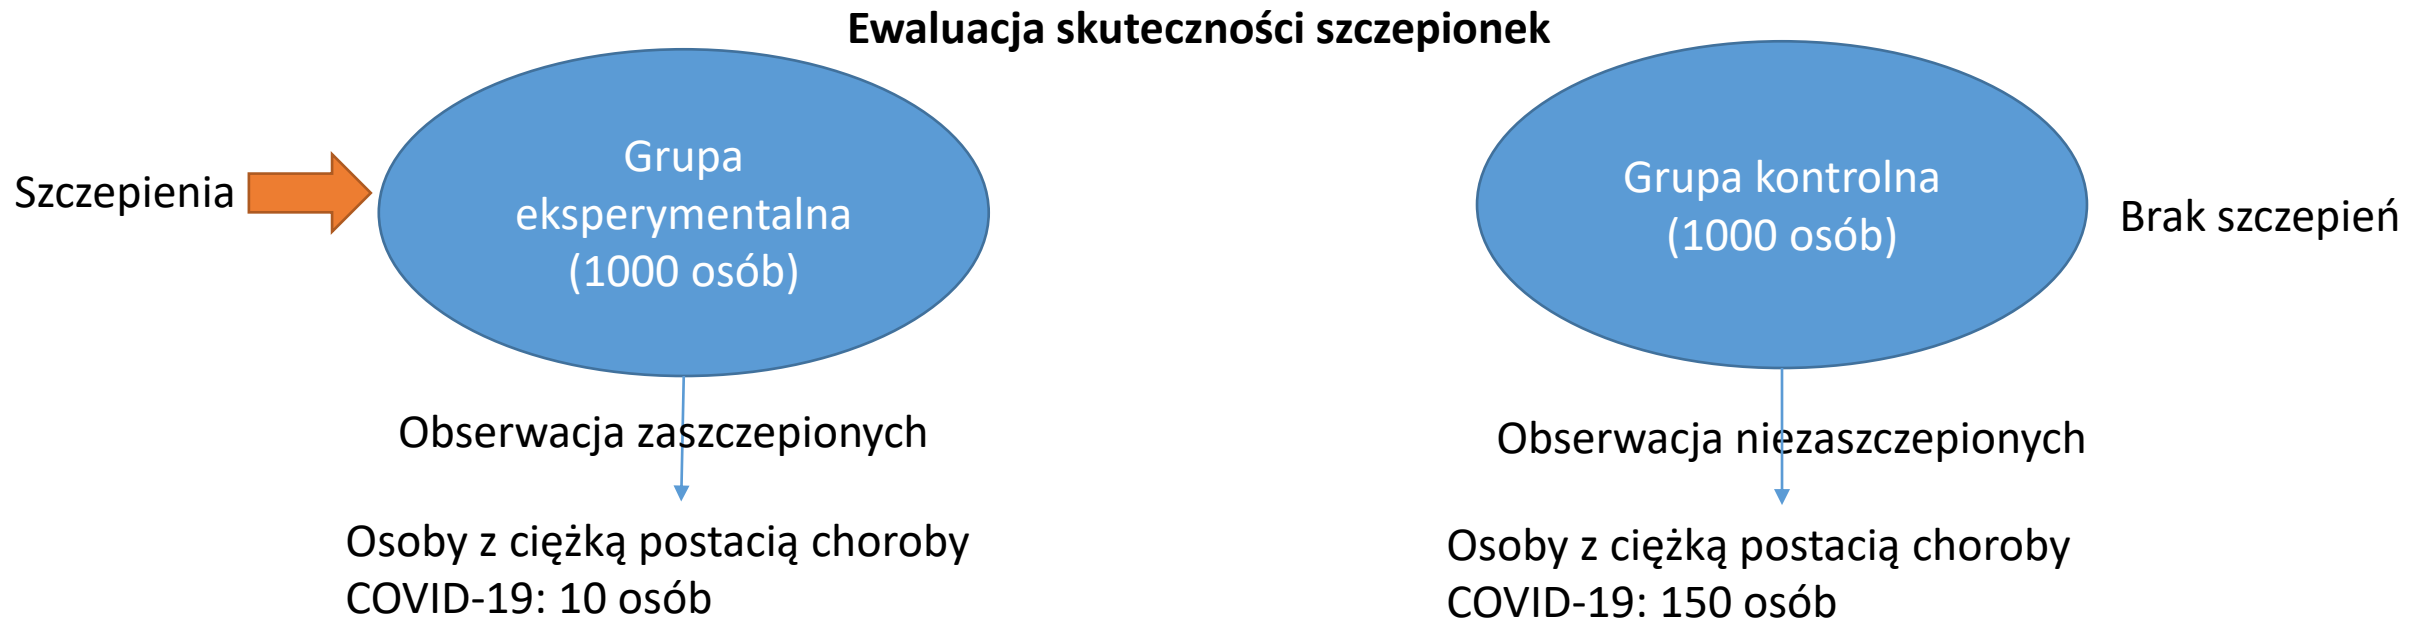 Ewaluacja skuteczności szczepionek
Szczepienia
Grupa
eksperymentalna
(1000 osób)
Grupa kontrolna
(1000 osób)
Brak szczepień
Obserwacja zaszczepionych
Obserwacja niezaszczepionych
Osoby z ciężką postacią choroby
COVID-19: 10 osób
Osoby z ciężką postacią choroby
COVID-19: 150 osób